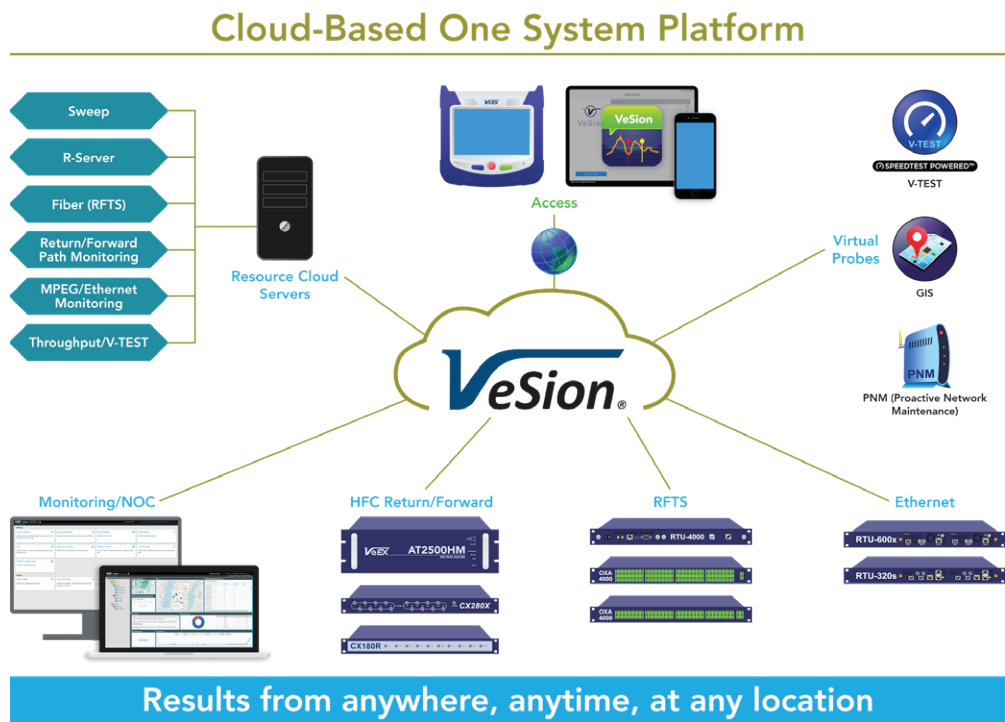 Cloud-Based One System Platform
Sweep
R-Server
Fiber (RFTS)
Return/Forward
Path Monitoring
MPEG/Ethernet
Monitoring
Throughput/V-TEST
Resource Cloud
Servers
VeEX
VeSion
Access
Virtual
Probes
V-TEST
SPEEDTEST POWERED™
V-TEST
GIS
PNM
PNM (Proactive Network
Maintenance)
VeSion®
Monitoring/NOC
HFC Return/Forward
VeEX
AT2500HM
CX280X
CX180R
RFTS
RTU-4000
OXA
4000
OXA
4000
Ethernet
RTU-600x
RTU-320s
Results from anywhere, anytime, at any location